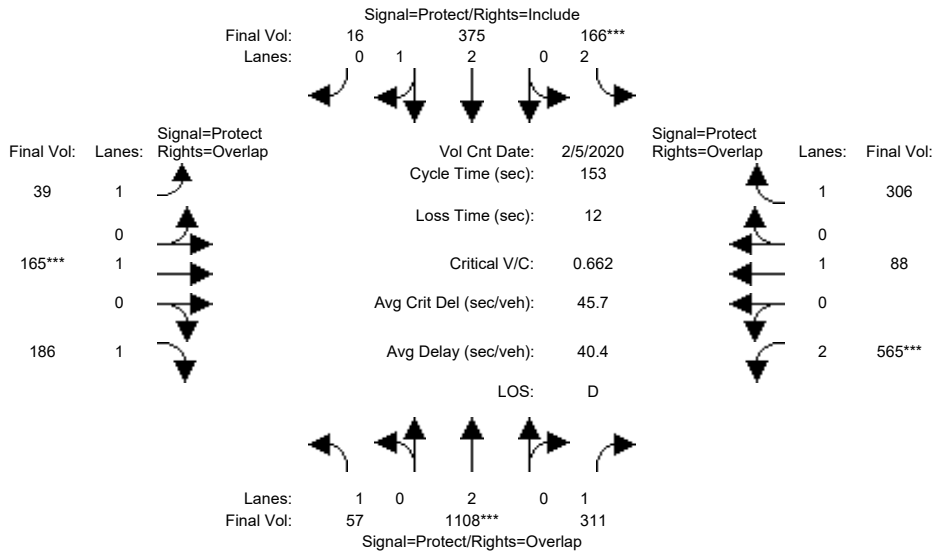 Signal=Protect/Rights=Include
Final Vol: 16 375 166***
Lanes: 0 1 2 0 2
Signal=Protect
Final Vol: Lanes: Rights=Overlap
Vol Cnt Date: 2/5/2020
Signal=Protect
Rights=Overlap Lanes: Final Vol:
Cycle Time (sec): 153
39 1
1 306
Loss Time (sec): 12
0
0
165*** 1
Critical V/C: 0.662
1 88
0
Avg Crit Del (sec/veh): 45.7
0
186 1
Avg Delay (sec/veh): 40.4
2 565***
LOS: D
Lanes: 1 0 2 0 1
Final Vol: 57 1108*** 311
Signal=Protect/Rights=Overlap